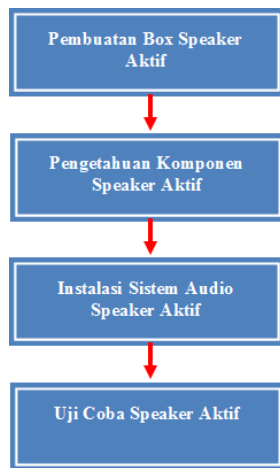 Pembuatan Box Speaker
Aktif
Pengetahuan Komponen
Speaker Aktif
Instalasi Sistem Audio
Speaker Aktif
Uji Coba Speaker Aktif